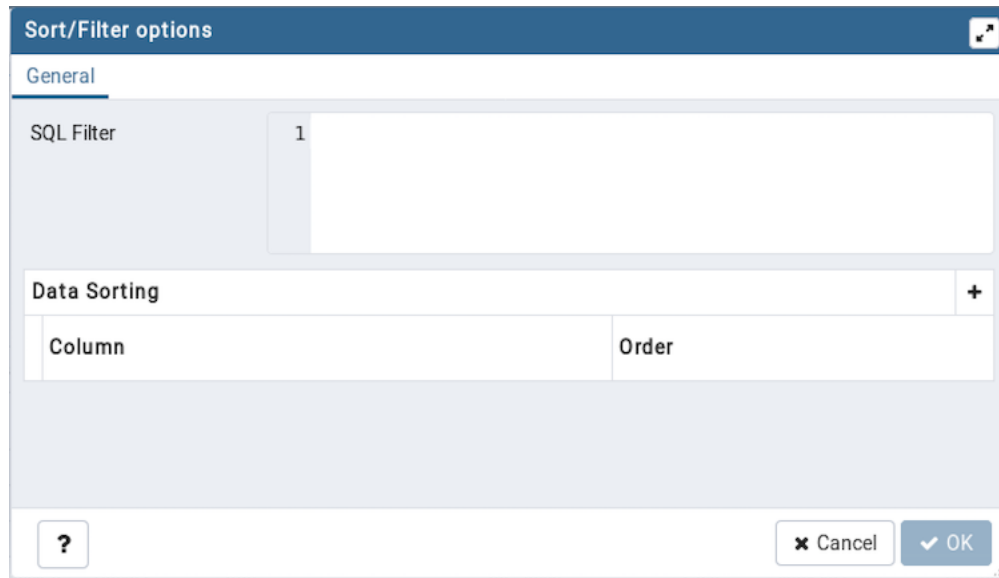 Sort/Filter options
General
SQL Filter
1
Data Sorting
+
Column Order
?
Cancel OK